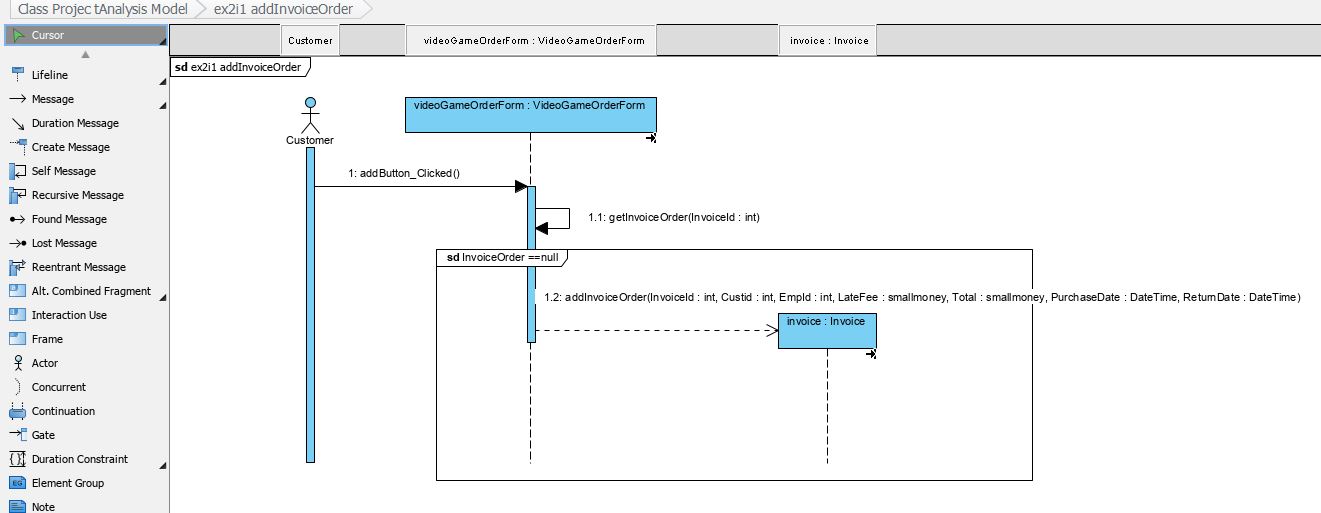 Class Projec tAnalysis Model
ex2i1 addInvoiceOrder
Cursor
Customer
videoGameOrderForm : VideoGameOrderForm
invoice : Invoice
sd ex2i1 addInvoiceOrder
Lifeline
Message
Duration Message
Create Message
Self Message
Recursive Message
Found Message
Lost Message
Reentrant Message
Alt. Combined Fragment
Interaction Use
Frame
Actor
Concurrent
Continuation
Gate
Duration Constraint
EG
Element Group
Note
videoGameOrderForm : VideoGameOrderForm
Customer
1: addButton_Clicked()
1.1: getInvoiceOrder(InvoiceId : int)
sd InvoiceOrder ==null
1.2: addInvoiceOrder(InvoiceId : int, Custid : int, EmpId : int, LateFee : smallmoney, Total : smallmoney, PurchaseDate : DateTime, ReturnDate : DateTime)
invoice : Invoice